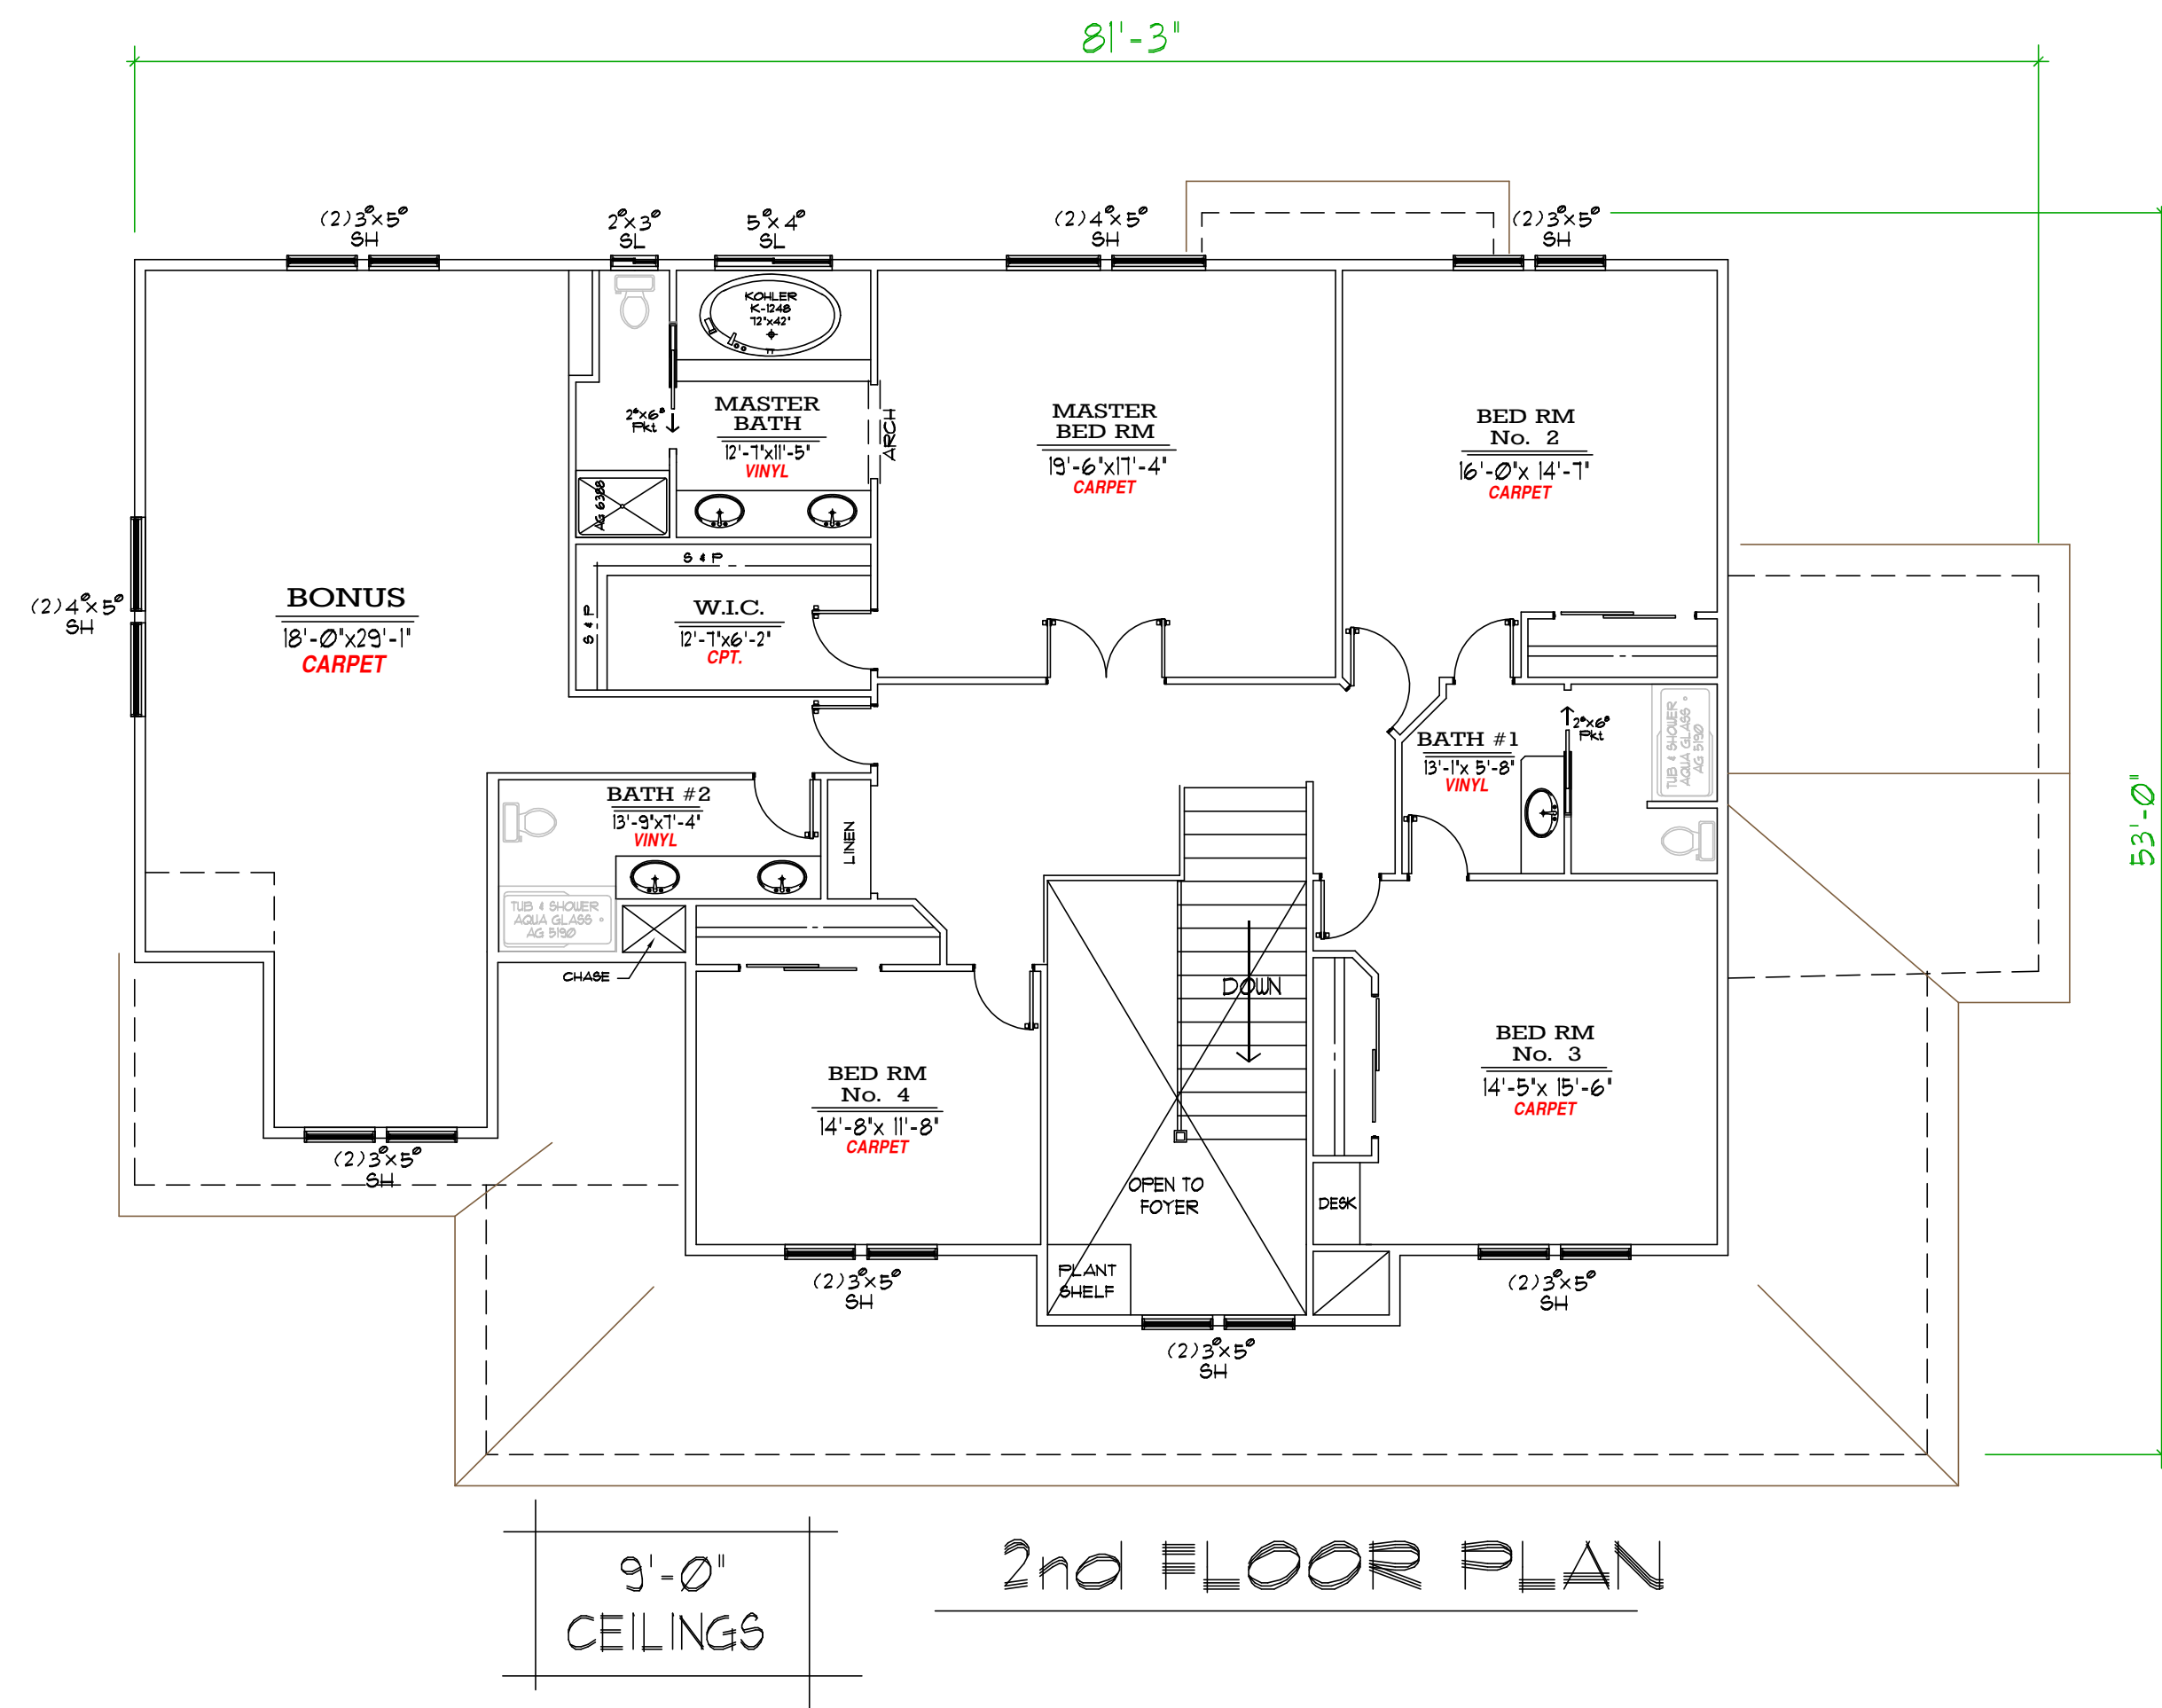 81'-3"
(2)3⁰x5⁰
SH
2⁰x3⁰
SL
5⁰x4⁰
SL
(2)4⁰x5⁰
SH
(2)3⁰x5⁰
SH
KOHLER
K-1248
72"x42"
2⁴x6⁸
Pkt
MASTER
BATH
12'-7"x11'-5"
VINYL
ARCH
MASTER
BED RM
19'-6"x17'-4"
CARPET
BED RM
No. 2
16'-0"x 14'-7"
CARPET
AG 6388
S & P
(2)4⁰x5⁰
SH
BONUS
18'-0"x29'-1"
CARPET
S & P
W.I.C.
12'-7"x6'-2"
CPT.
BATH #1
13'-1"x 5'-8"
VINYL
2⁴x6⁸
Pkt
TUB & SHOWER
AQUA GLASS
AG 5190
53'-0"
BATH #2
13'-9"x7'-4"
VINYL
LINEN
TUB & SHOWER
AQUA GLASS
AG 5190
CHASE
DOWN
BED RM
No. 4
14'-8"x 11'-8"
CARPET
BED RM
No. 3
14'-5"x 15'-6"
CARPET
(2)3⁰x5⁰
SH
OPEN TO
FOYER
DESK
PLANT
SHELF
(2)3⁰x5⁰
SH
(2)3⁰x5⁰
SH
(2)3⁰x5⁰
SH
9'-0"
CEILINGS
2nd FLOOR PLAN